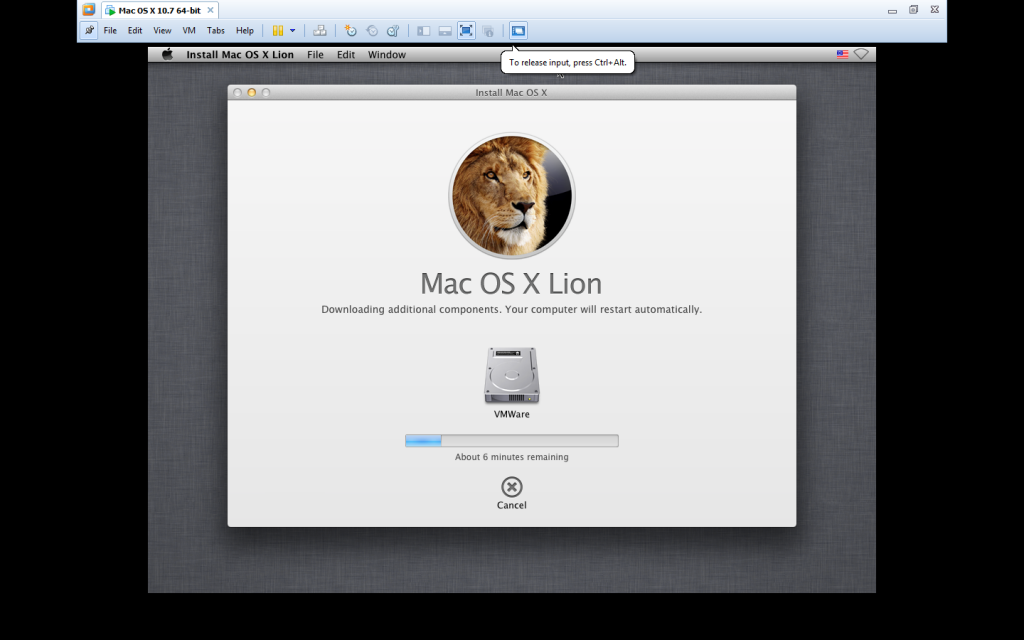 Mac OS X 10.7 64-bit
File Edit View VM Tabs Help
Install Mac OS X Lion File Edit Window
To release input, press Ctrl+Alt.
Install Mac OS X
Mac OS X Lion
Downloading additional components. Your computer will restart automatically.
VMWare
About 6 minutes remaining
Cancel